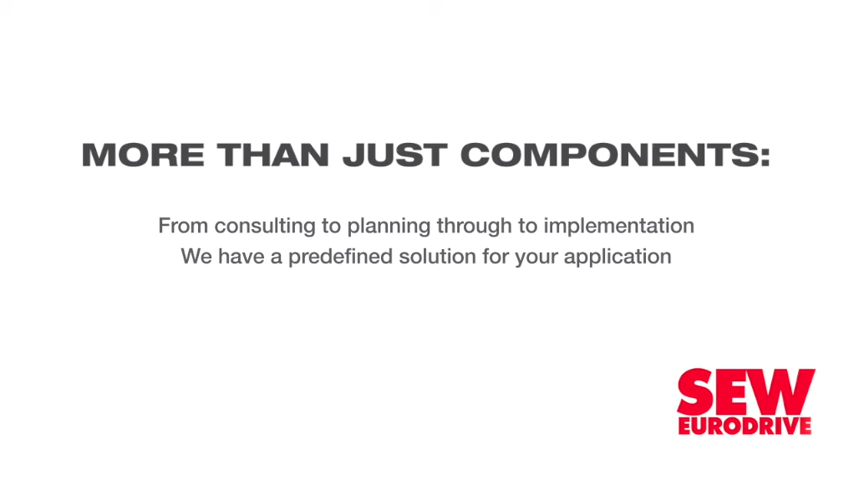 MORE THAN JUST COMPONENTS:
From consulting to planning through to implementation
We have a predefined solution for your application
SEW
EURODRIVE